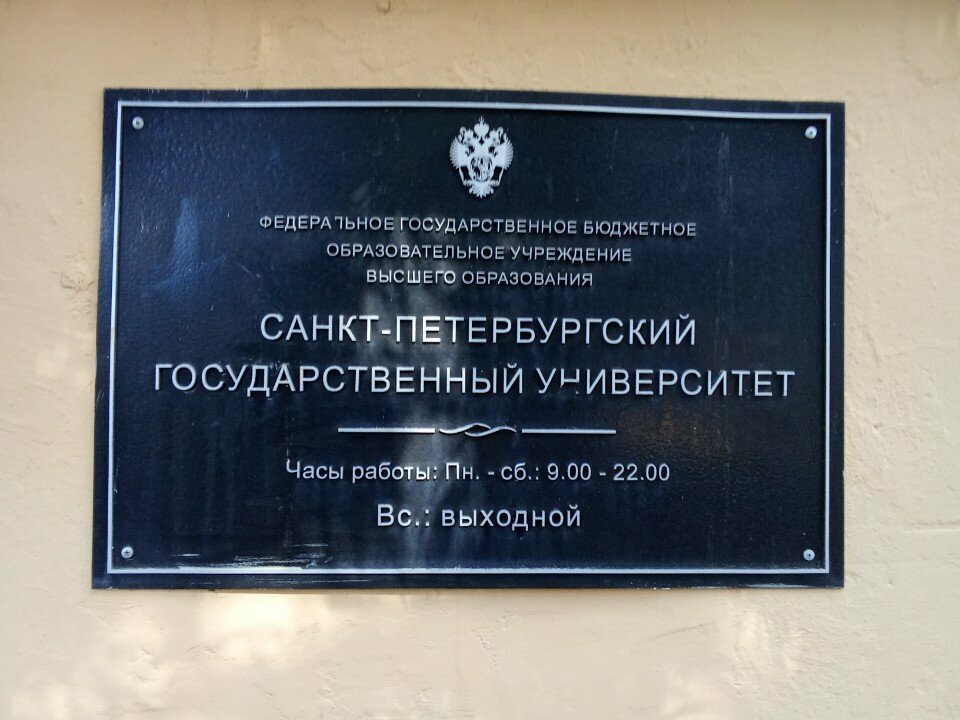 ФЕДЕРАЛЬНОЕ ГОСУДАРСТВЕННОЕ БЮДЖЕТНОЕ
ОБРАЗОВАТЕЛЬНОЕ УЧРЕЖДЕНИЕ
ВЫСШЕГО ОБРАЗОВАНИЯ
САНКТ-ПЕТЕРБУРГСКИЙ
ГОСУДАРСТВЕННЫЙ УНИВЕРСИТЕТ
Часы работы: Пн. - сб.: 9.00 - 22.00
Вс.: выходной